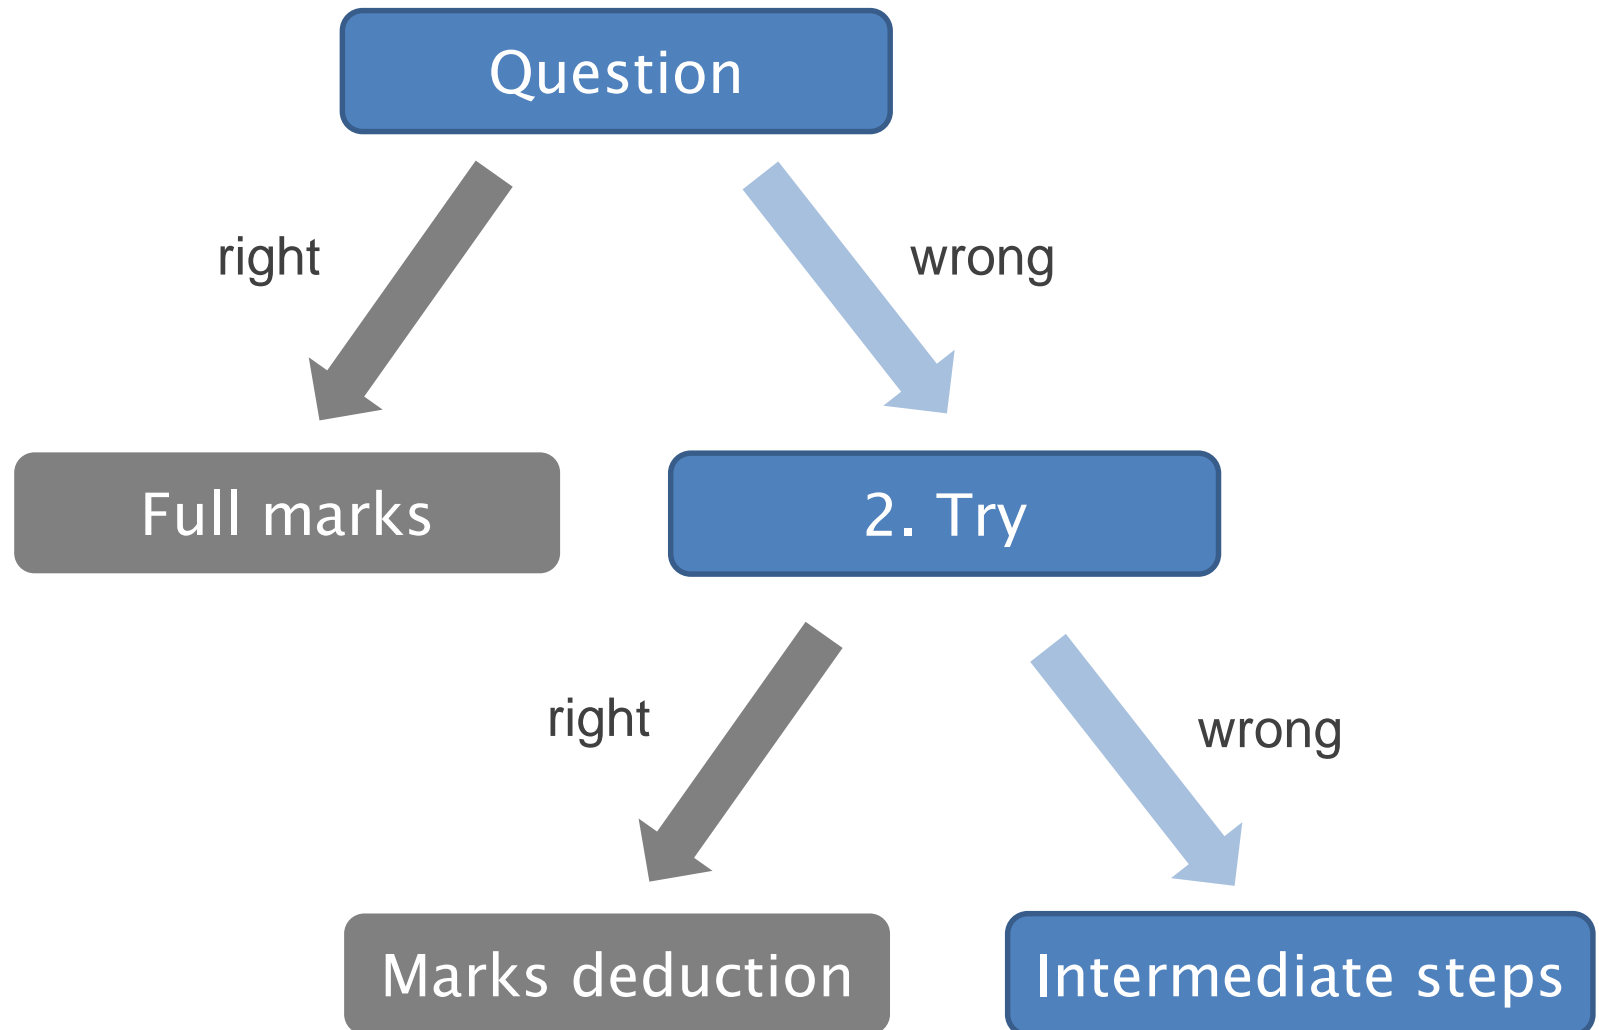 Question
right
wrong
Full marks
2. Try
right
wrong
Marks deduction
Intermediate steps